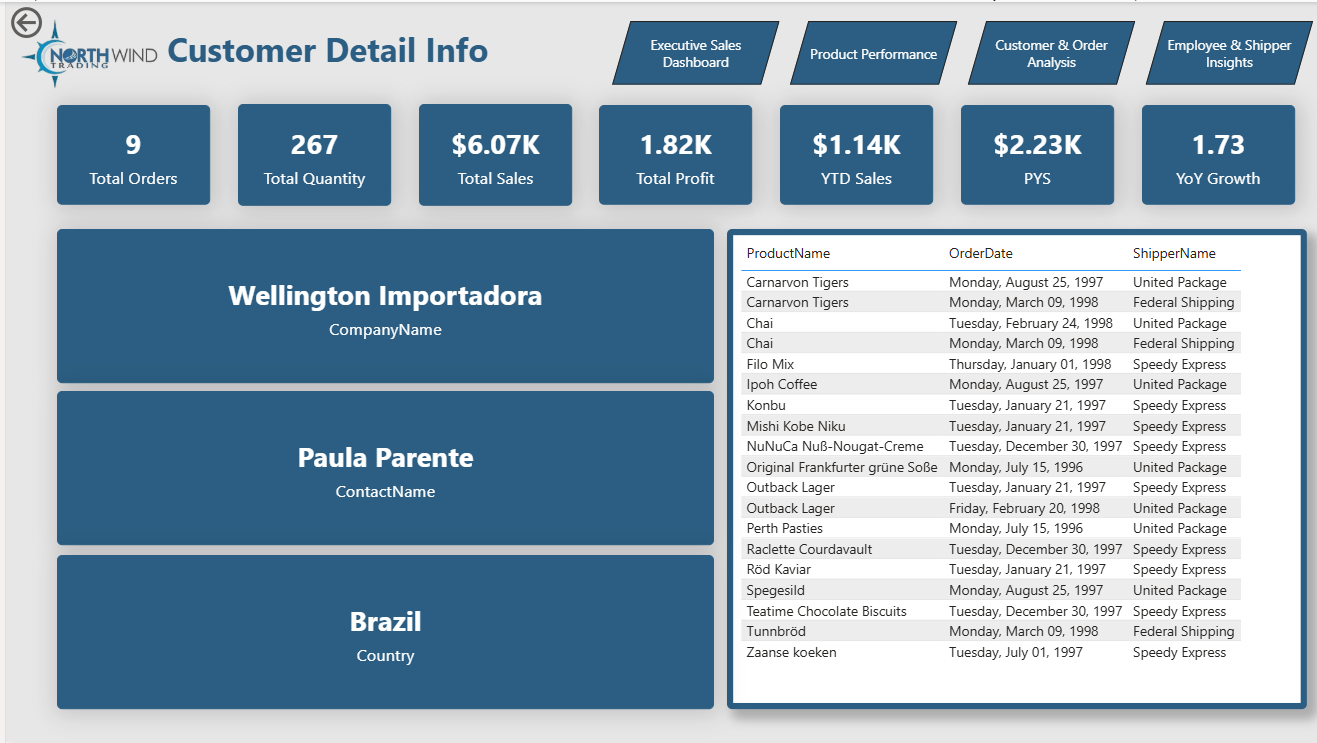 NORTHWIND
TRADING
Customer Detail Info
Executive Sales
Dashboard
Product Performance
Customer & Order
Analysis
Employee & Shipper
Insights
9
Total Orders
267
Total Quantity
$6.07K
Total Sales
1.82K
Total Profit
$1.14K
YTD Sales
$2.23K
PYS
1.73
YoY Growth
Wellington Importadora
CompanyName
Paula Parente
ContactName
Brazil
Country
ProductName OrderDate ShipperName
Carnarvon Tigers Monday, August 25, 1997 United Package
Carnarvon Tigers Monday, March 09, 1998 Federal Shipping
Chai Tuesday, February 24, 1998 United Package
Chai Monday, March 09, 1998 Federal Shipping
Filo Mix Thursday, January 01, 1998 Speedy Express
Ipoh Coffee Monday, August 25, 1997 United Package
Konbu Tuesday, January 21, 1997 Speedy Express
Mishi Kobe Niku Tuesday, January 21, 1997 Speedy Express
NuNuCa Nuß-Nougat-Creme Tuesday, December 30, 1997 Speedy Express
Original Frankfurter grüne Soße Monday, July 15, 1996 United Package
Outback Lager Tuesday, January 21, 1997 Speedy Express
Outback Lager Friday, February 20, 1998 United Package
Perth Pasties Monday, July 15, 1996 United Package
Raclette Courdavault Tuesday, December 30, 1997 Speedy Express
Röd Kaviar Tuesday, January 21, 1997 Speedy Express
Spegesild Monday, August 25, 1997 United Package
Teatime Chocolate Biscuits Tuesday, December 30, 1997 Speedy Express
Tunnbröd Monday, March 09, 1998 Federal Shipping
Zaanse koeken Tuesday, July 01, 1997 Speedy Express